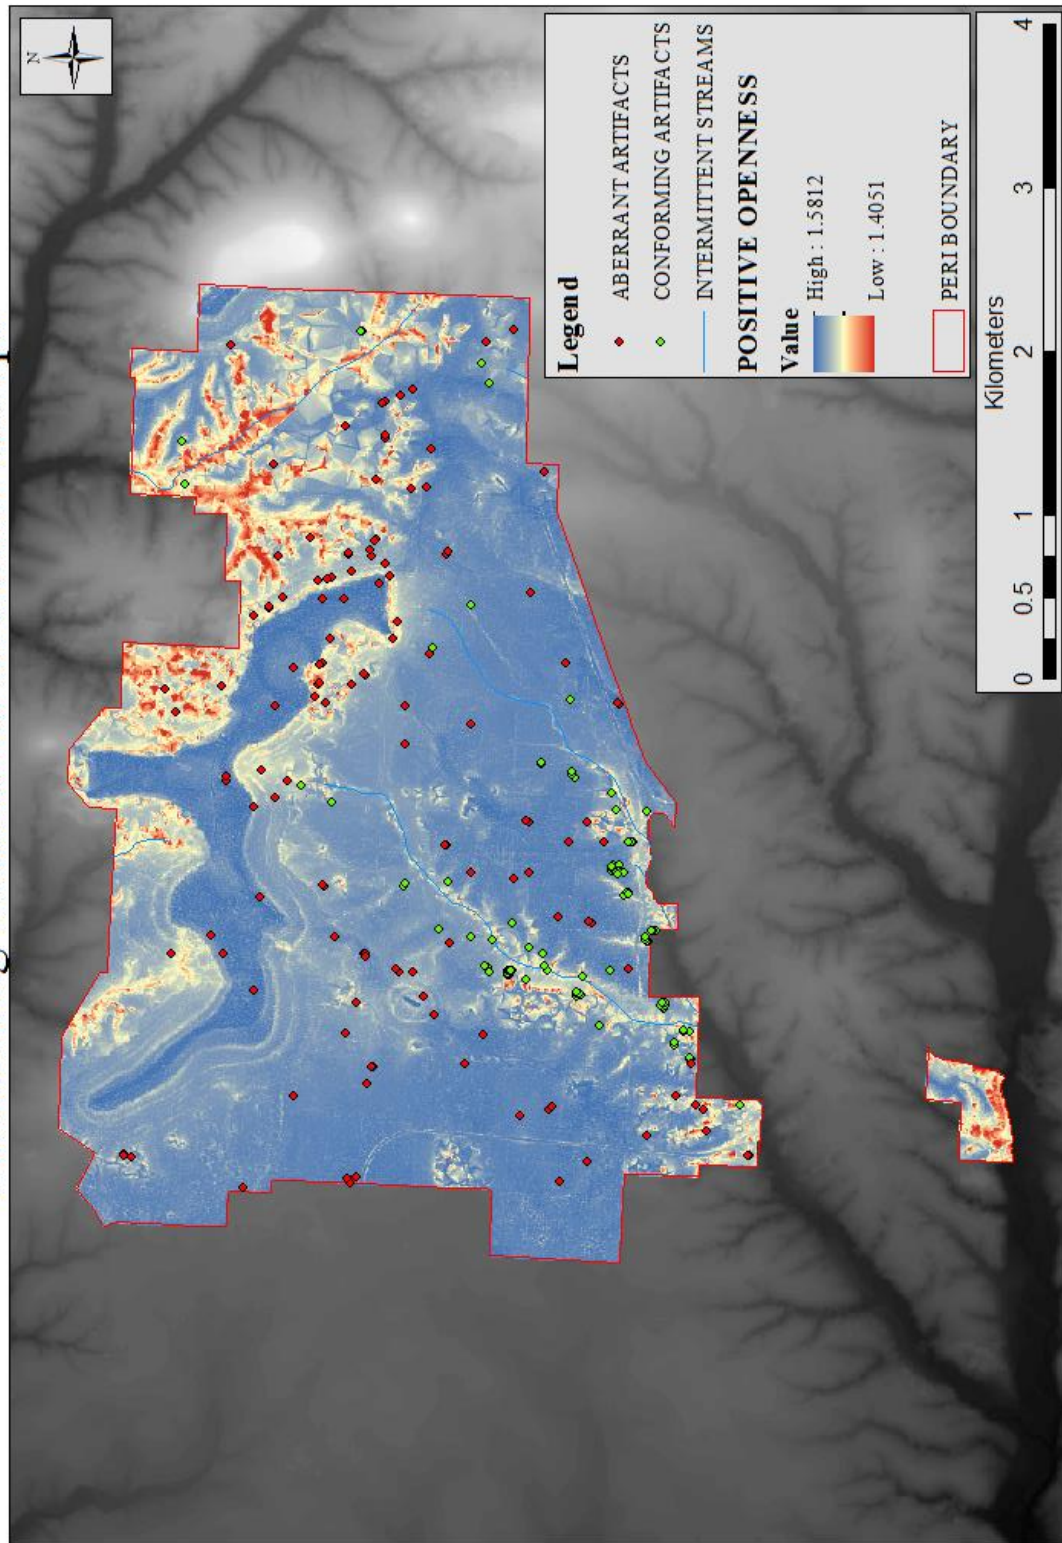 N
Legend
ABERRANT ARTIFACTS
CONFORMING ARTIFACTS
INTERMITTENT STREAMS
POSITIVE OPENNESS
Value
High : 1.5812
Low : 1.4051
PERI BOUNDARY
0 0.5 1 2 3 4
Kilometers